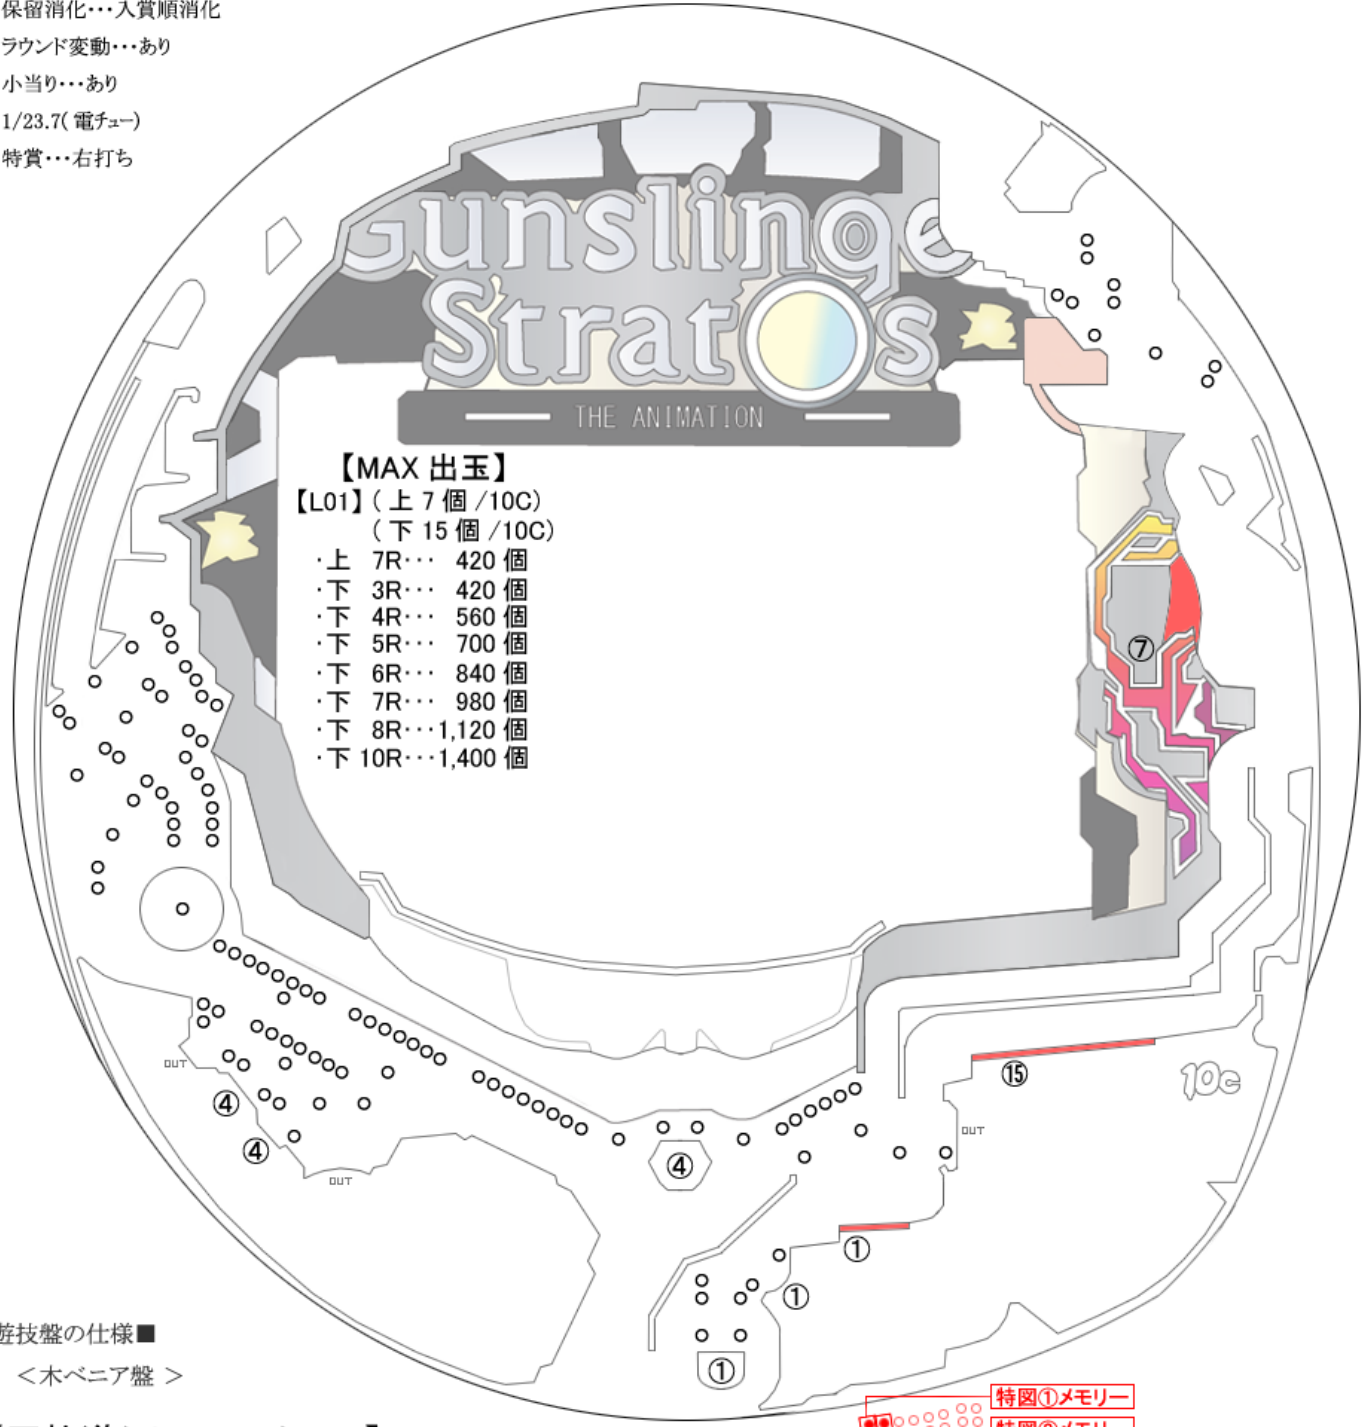 保留消化･･･入賞順消化
ラウンド変動･･･あり
小当り･･･あり
1/23.7(電チュー)
特賞･･･右打ち
Gunslinge
Stratos
THE ANIMATION
【MAX 出玉】
【L01】( 上 7 個 /10C)
( 下 15 個 /10C)
･上 7R･･･ 420 個
･下 3R･･･ 420 個
･下 4R･･･ 560 個
･下 5R･･･ 700 個
･下 6R･･･ 840 個
･下 7R･･･ 980 個
･下 8R･･･1,120 個
･下 10R･･･1,400 個
⑦
⑮
10c
OUT
OUT
④
④
OUT
④
①
①
①
遊技盤の仕様■
＜木ベニア盤 ＞
特図①メモリー